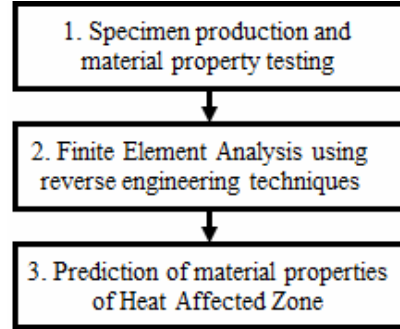 1. Specimen production and
material property testing
2. Finite Element Analysis using
reverse engineering techniques
3. Prediction of material properties
of Heat Affected Zone